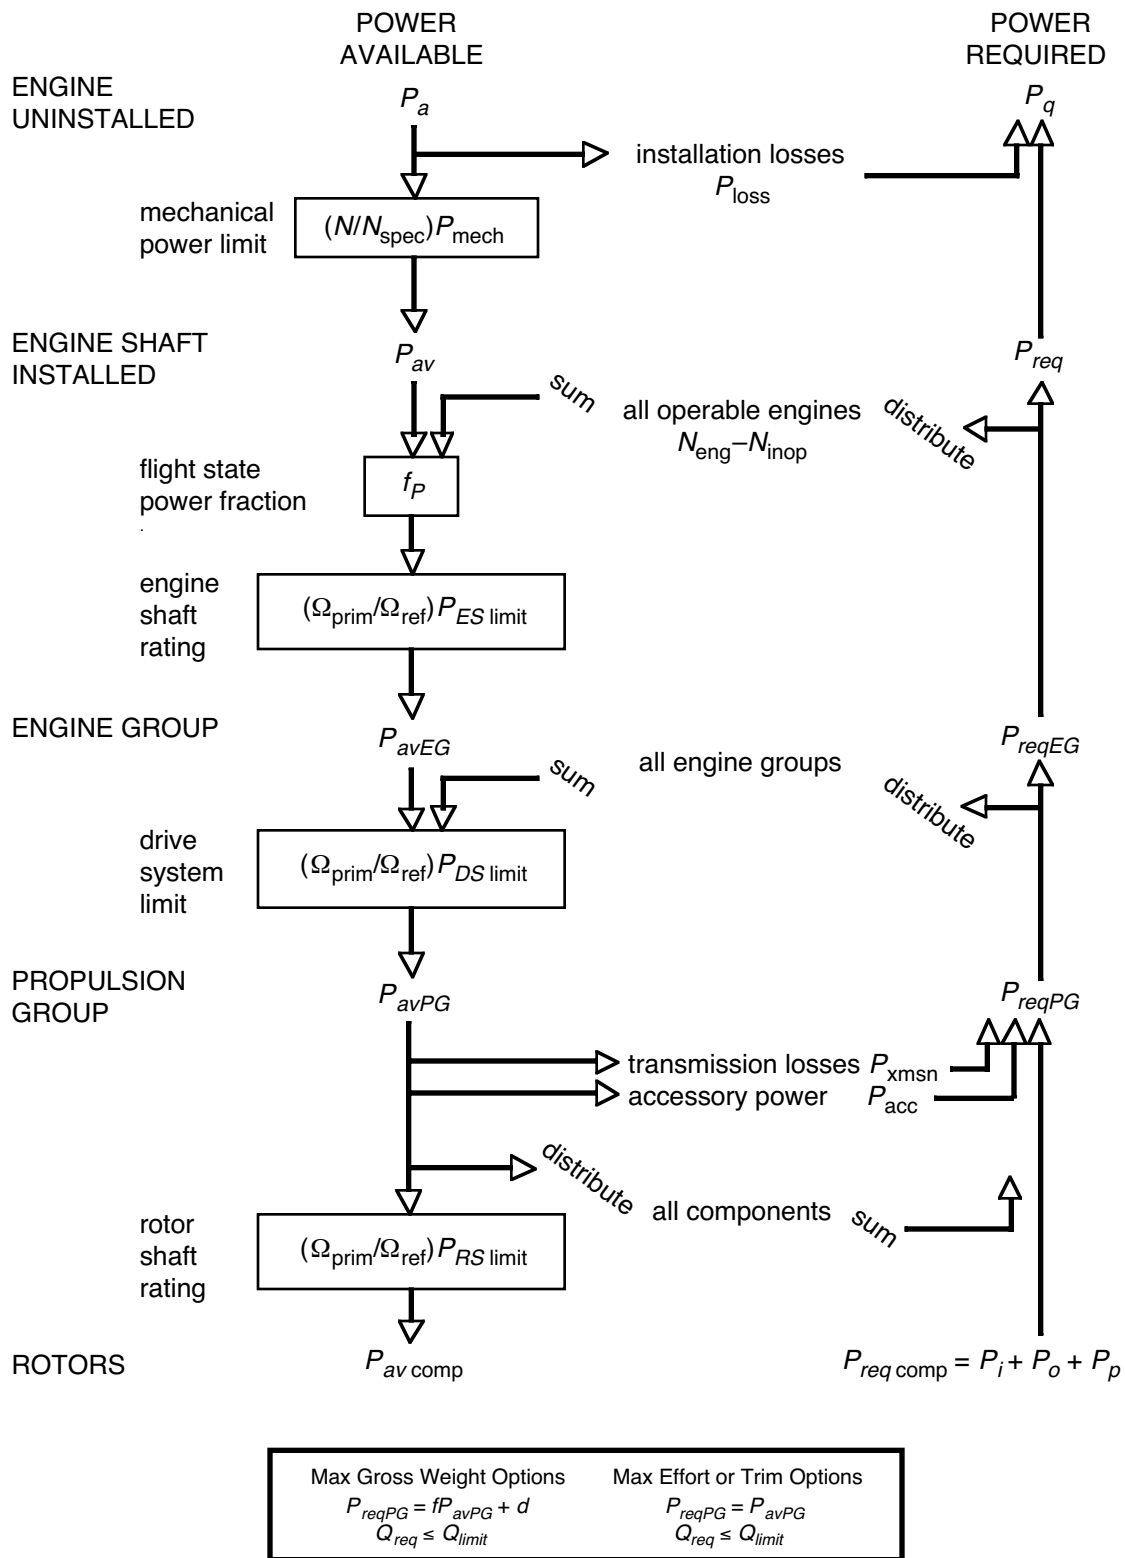 POWER
AVAILABLE
POWER
REQUIRED
ENGINE
UNINSTALLED
P_a
P_q
installation losses
P_loss
mechanical
power limit
(N/N_spec)P_mech
ENGINE SHAFT
INSTALLED
P_av
P_req
sum
all operable engines
N_eng–N_inop
distribute
flight state
power fraction
f_P
engine
shaft
rating
(Ω_prim/Ω_ref)P_ES limit
ENGINE GROUP
P_avEG
P_reqEG
sum
all engine groups
distribute
drive
system
limit
(Ω_prim/Ω_ref)P_DS limit
PROPULSION
GROUP
P_avPG
P_reqPG
transmission losses P_xmsn
accessory power P_acc
distribute
all components
sum
rotor
shaft
rating
(Ω_prim/Ω_ref)P_RS limit
ROTORS
P_av comp
P_req comp = P_i + P_o + P_p
Max Gross Weight Options
P_reqPG = fP_avPG + d
Q_req ≤ Q_limit
Max Effort or Trim Options
P_reqPG = P_avPG
Q_req ≤ Q_limit